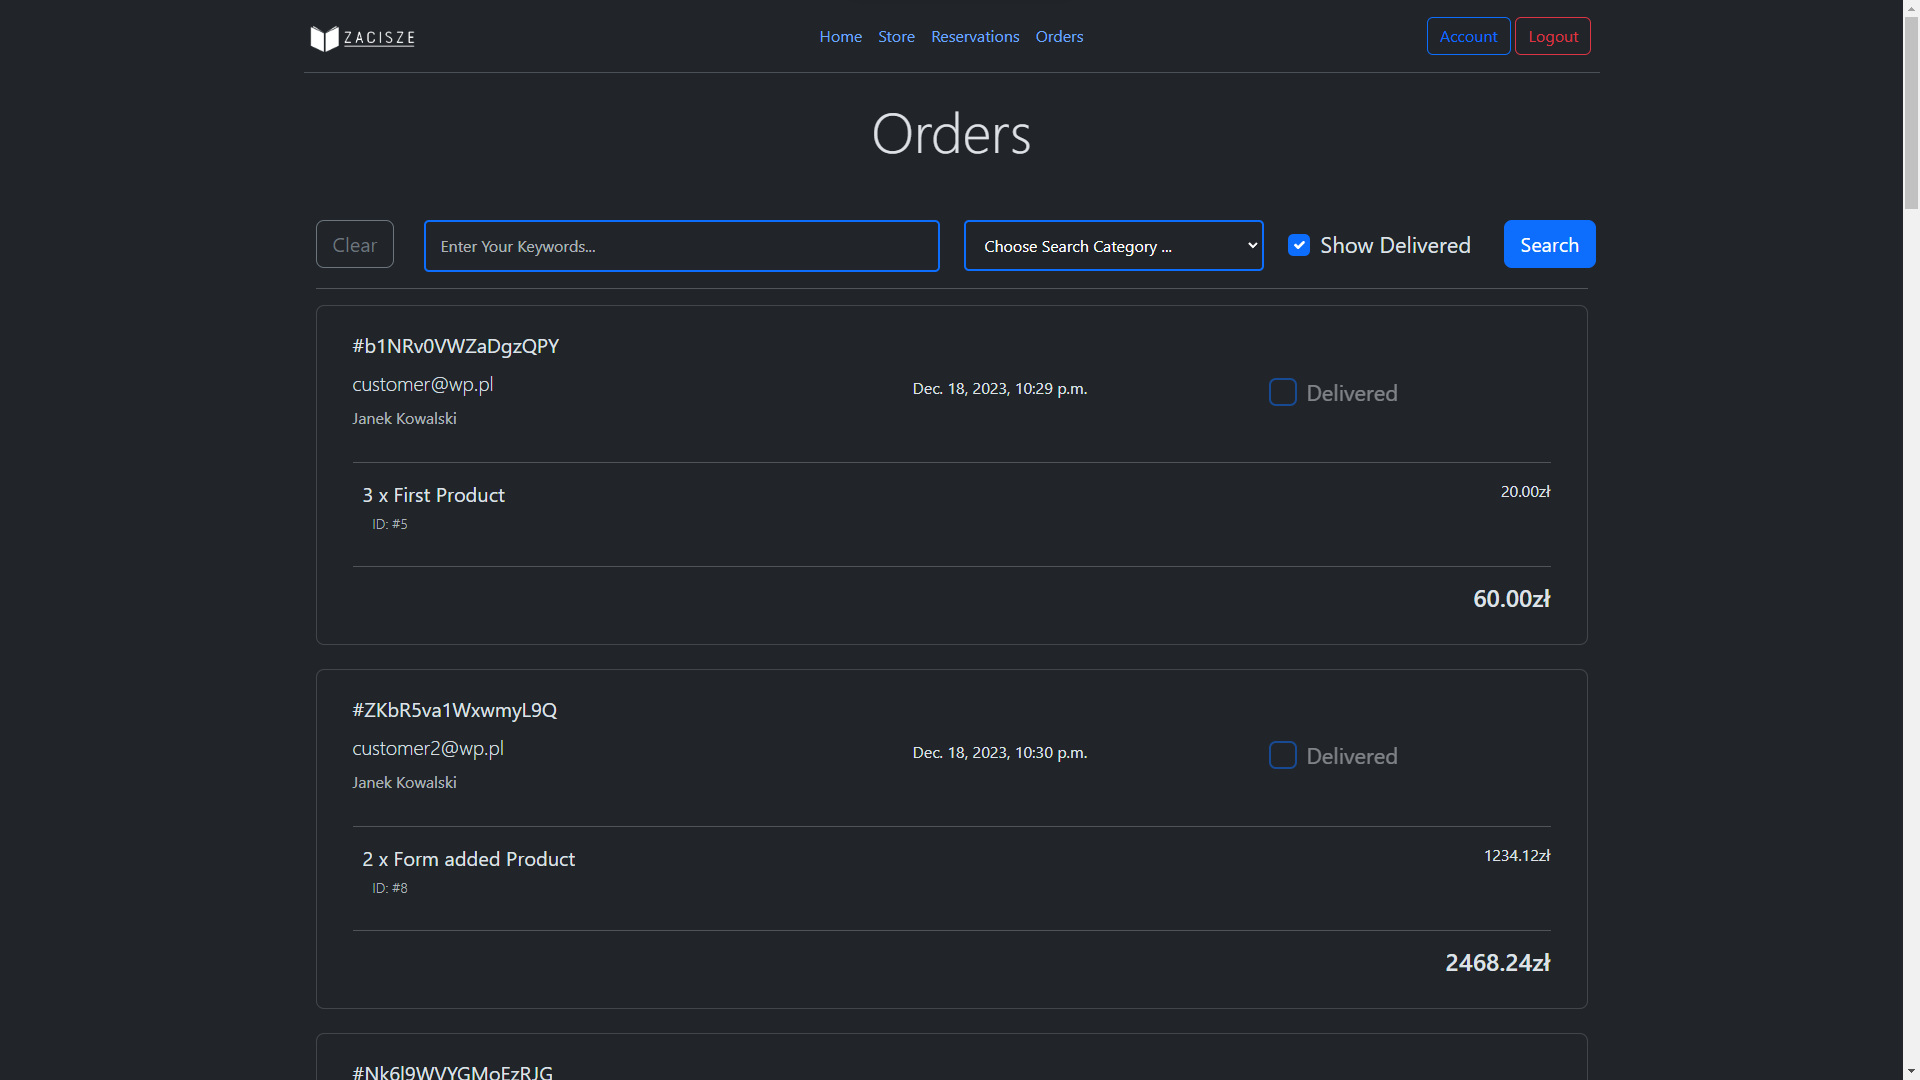 ZACISZE
Home Store Reservations Orders
Account Logout
Orders
Clear Enter Your Keywords... Choose Search Category ... Show Delivered Search
#b1NRv0VWZaDgzQPY
customer@wp.pl
Janek Kowalski
Dec. 18, 2023, 10:29 p.m.
Delivered
3 x First Product
20.00zł
ID: #5
60.00zł
#ZKbR5va1WxwmyL9Q
customer2@wp.pl
Janek Kowalski
Dec. 18, 2023, 10:30 p.m.
Delivered
2 x Form added Product
1234.12zł
ID: #8
2468.24zł
#Nk6l9WVYGMoEzRJG